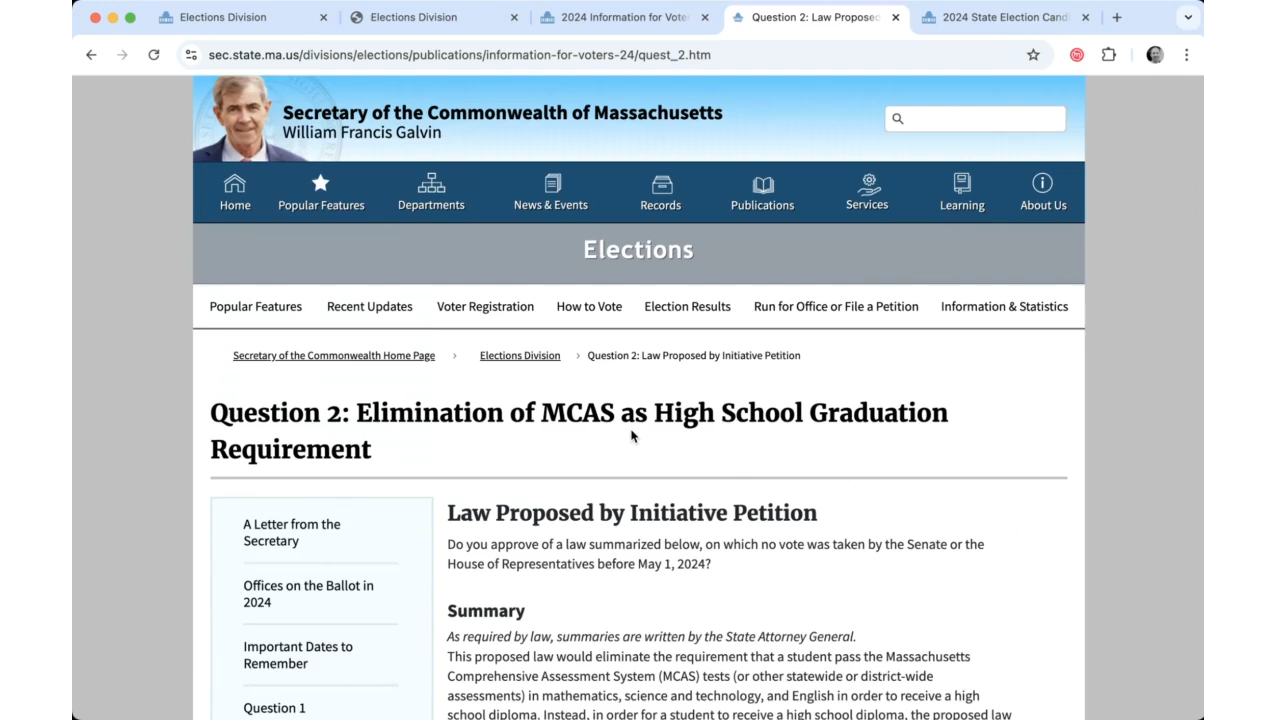 Elections Division
Elections Division
2024 Information for Vote
Question 2: Law Proposed
2024 State Election Cand
sec.state.ma.us/divisions/elections/publications/information-for-voters-24/quest_2.htm
Secretary of the Commonwealth of Massachusetts
William Francis Galvin
Home
Popular Features
Departments
News & Events
Records
Publications
Services
Learning
About Us
Elections
Popular Features
Recent Updates
Voter Registration
How to Vote
Election Results
Run for Office or File a Petition
Information & Statistics
Secretary of the Commonwealth Home Page
Elections Division
Question 2: Law Proposed by Initiative Petition
Question 2: Elimination of MCAS as High School Graduation
Requirement
A Letter from the
Secretary
Offices on the Ballot in
2024
Important Dates to
Remember
Question 1
Law Proposed by Initiative Petition
Do you approve of a law summarized below, on which no vote was taken by the Senate or the
House of Representatives before May 1, 2024?
Summary
As required by law, summaries are written by the State Attorney General.
This proposed law would eliminate the requirement that a student pass the Massachusetts
Comprehensive Assessment System (MCAS) tests (or other statewide or district-wide
assessments) in mathematics, science and technology, and English in order to receive a high
school diploma. Instead, in order for a student to receive a high school diploma, the proposed law